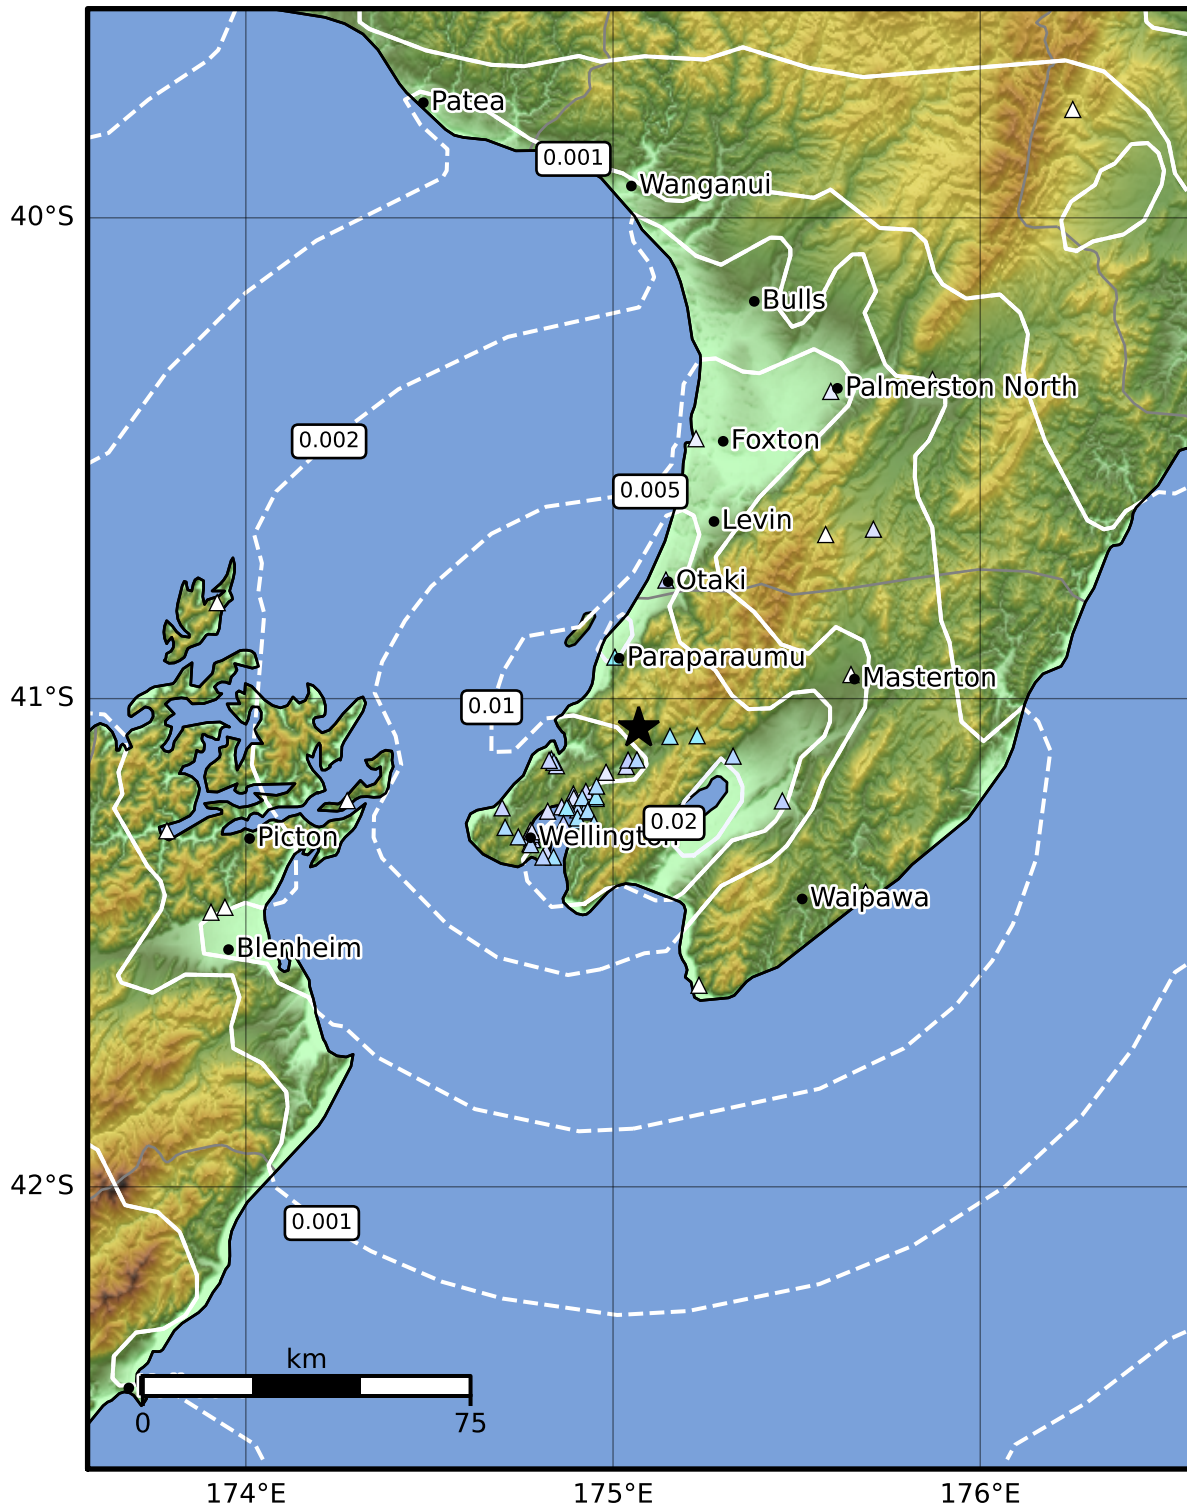 Patea
0.001
Wanganui
40°S
Bulls
Palmerston North
0.002
Foxton
0.005
Levin
Otaki
Paraparaumu
Masterton
41°S
0.01
0.02
Picton
Wellington
Waipawa
Blenheim
42°S
0.001
km
0
75
174°E
175°E
176°E